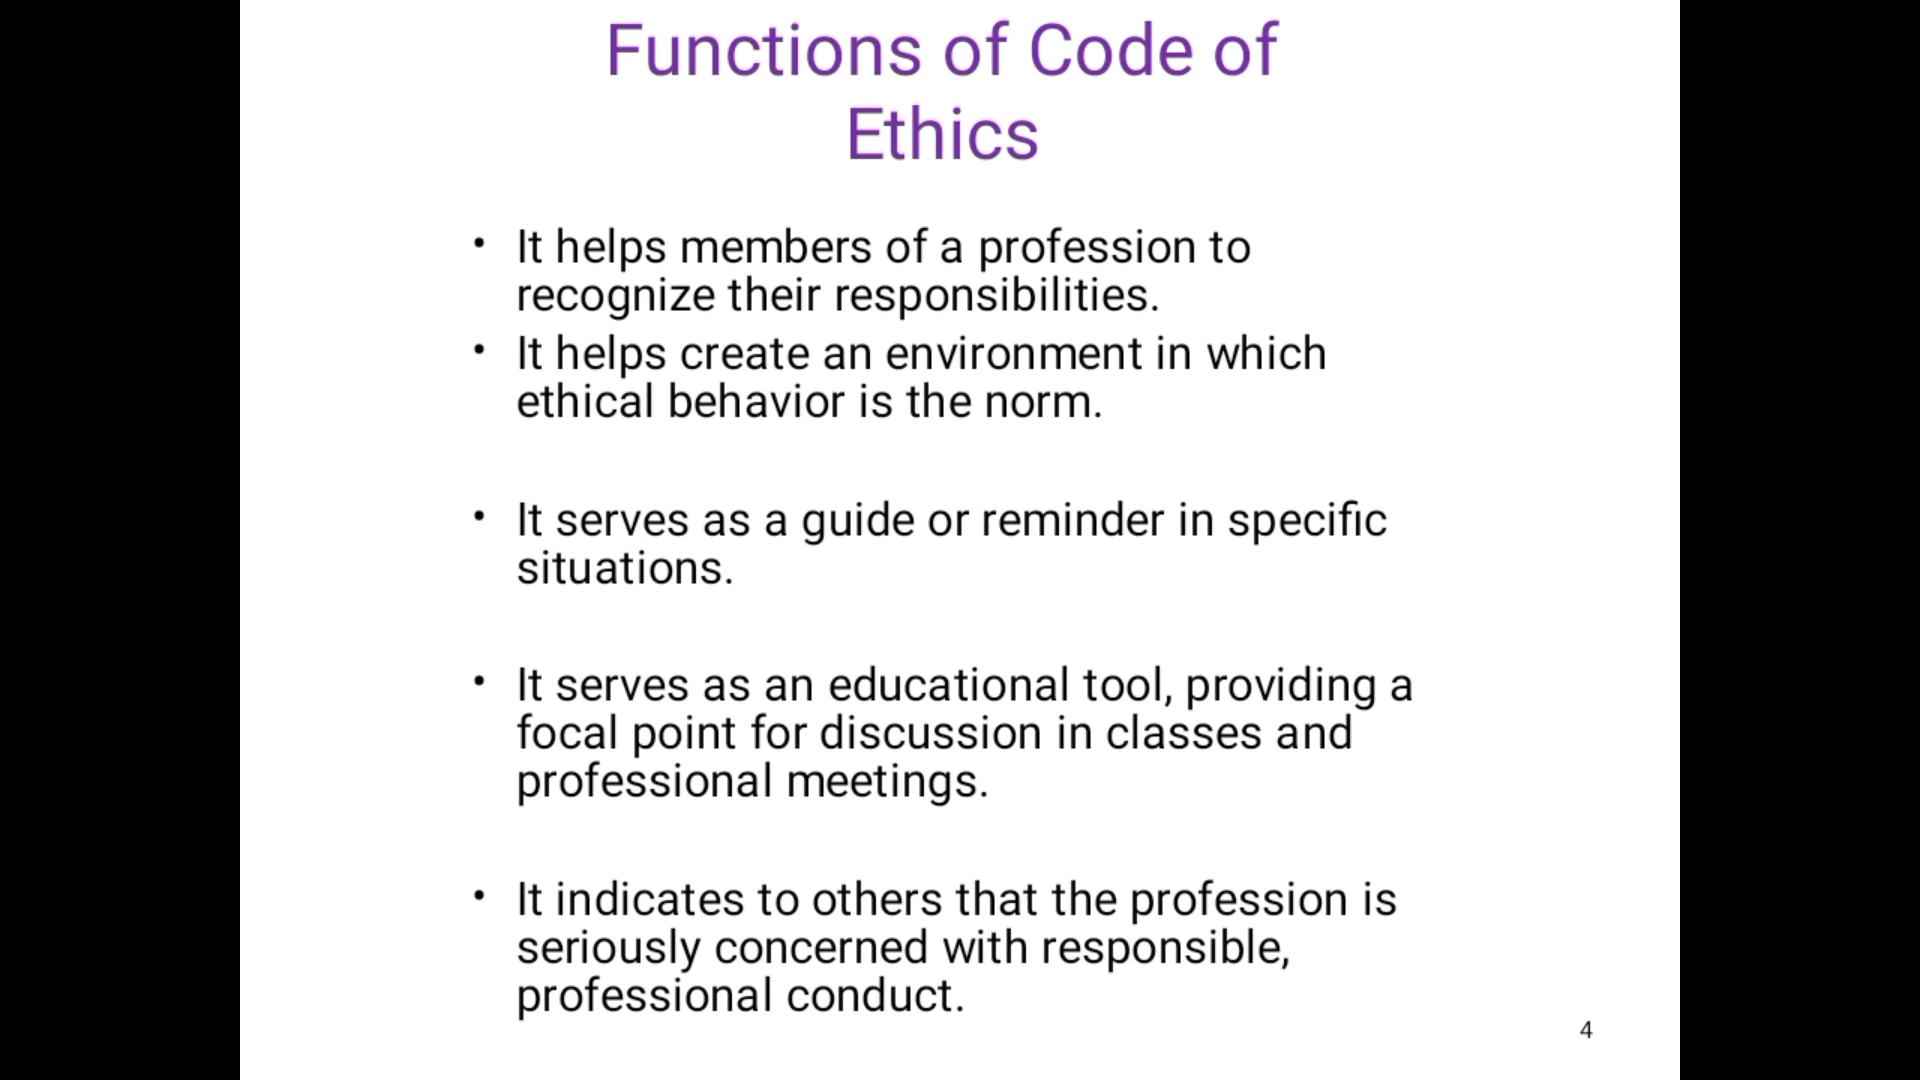 Functions of Code of
Ethics
• It helps members of a profession to
recognize their responsibilities.
• It helps create an environment in which
ethical behavior is the norm.
• It serves as a guide or reminder in specific
situations.
• It serves as an educational tool, providing a
focal point for discussion in classes and
professional meetings.
• It indicates to others that the profession is
seriously concerned with responsible,
professional conduct.
4